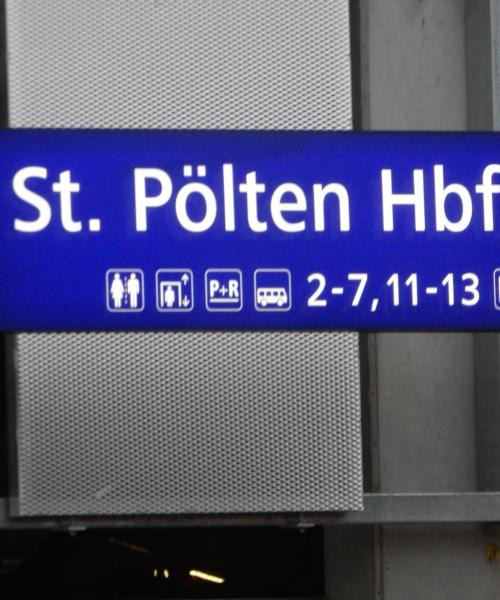 St. Pölten Hbf
P+R 2-7,11-13